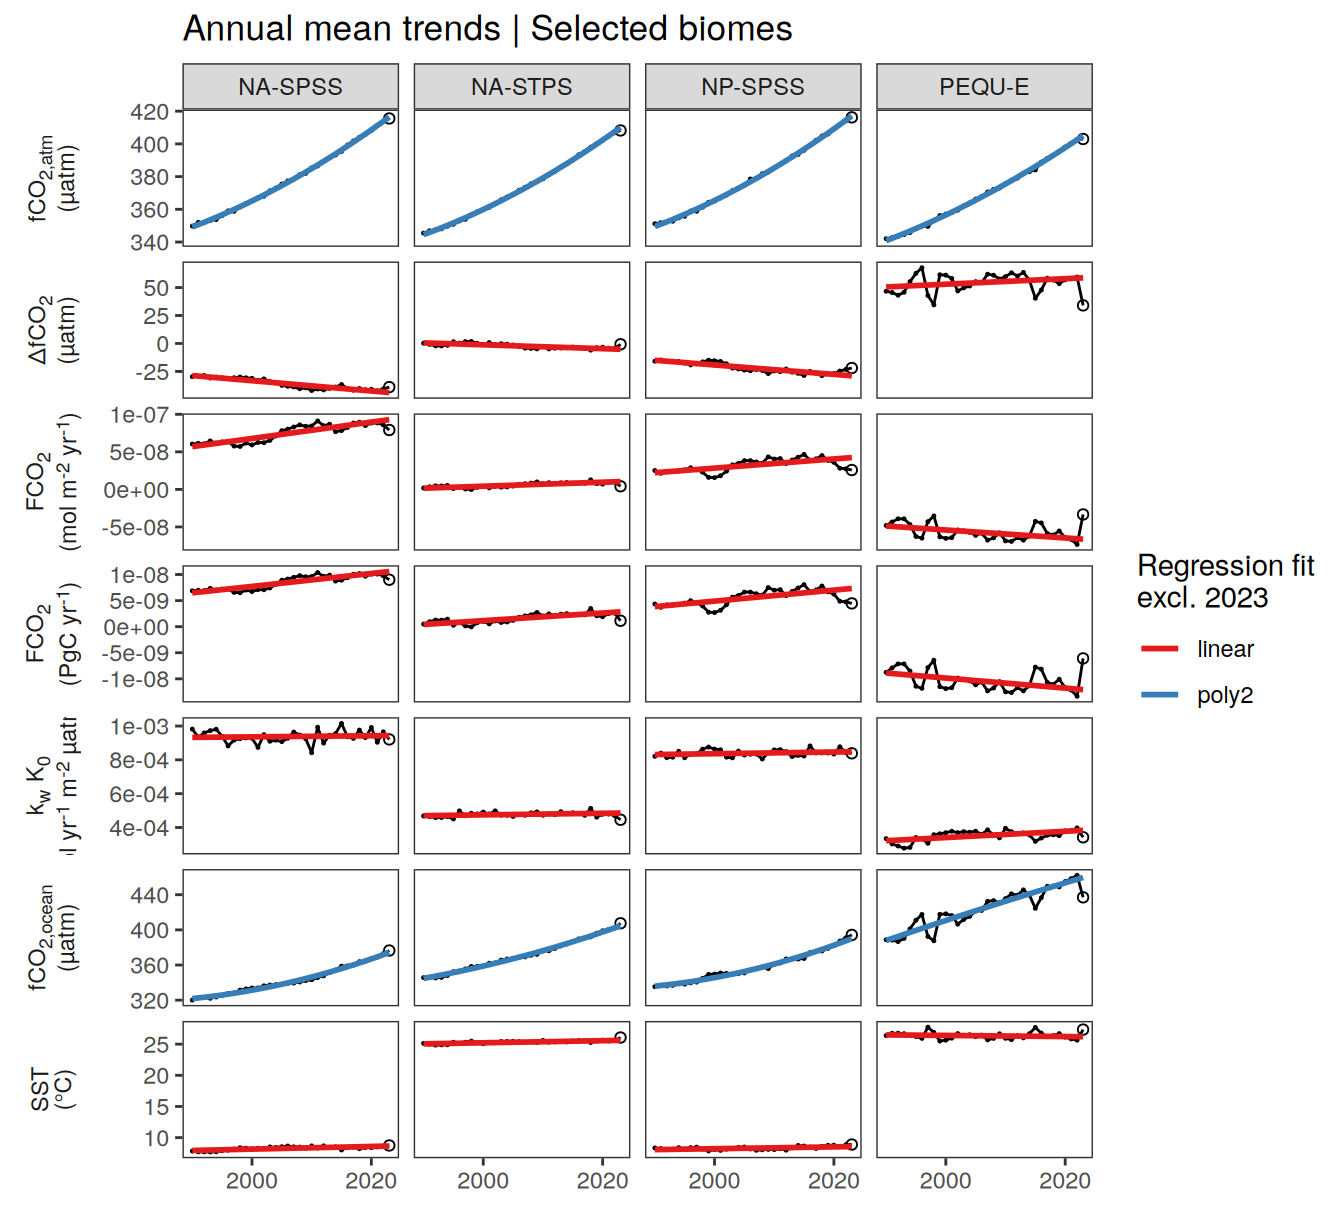 Annual mean trends | Selected biomes
NA-SPSS NA-STPS NP-SPSS PEQU-E
fCO2,atm
(µatm)
420
400
380
360
340
ΔfCO2
(µatm)
50
25
0
-25
FCO2
(mol m-2 yr-1)
1e-07
5e-08
0e+00
-5e-08
FCO2
(PgC yr-1)
1e-08
5e-09
0e+00
-5e-09
-1e-08
kw K0
yr-1 m-2
1e-03
8e-04
6e-04
4e-04
fCO2,ocean
(µatm)
440
400
360
320
SST
(°C)
25
20
15
10
2000 2020 2000 2020 2000 2020 2000 2020
Regression fit
excl. 2023
linear
poly2